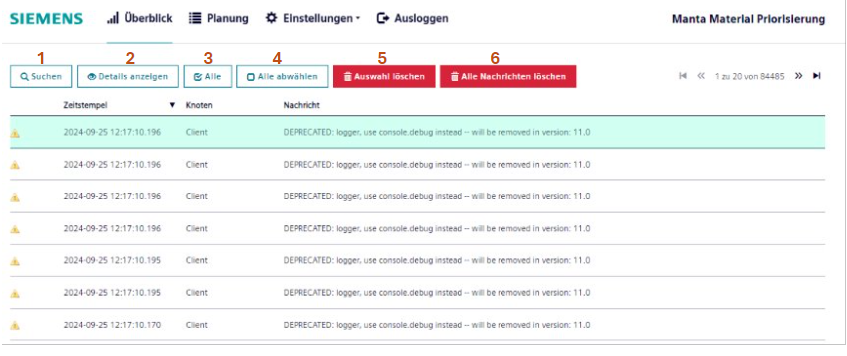 SIEMENS Überblick Planung Einstellungen Ausloggen Manta Material Priorisierung
1 2 3 4 5 6
Suchen Details anzeigen Alle Alle abwählen Auswahl löschen Alle Nachrichten löschen 1 zu 20 von 84485
Zeitstempel Knoten Nachricht
2024-09-25 12:17:10.196 Client DEPRECATED: logger, use console.debug instead -- will be removed in version: 11.0
2024-09-25 12:17:10.196 Client DEPRECATED: logger, use console.debug instead -- will be removed in version: 11.0
2024-09-25 12:17:10.196 Client DEPRECATED: logger, use console.debug instead -- will be removed in version: 11.0
2024-09-25 12:17:10.196 Client DEPRECATED: logger, use console.debug instead -- will be removed in version: 11.0
2024-09-25 12:17:10.195 Client DEPRECATED: logger, use console.debug instead -- will be removed in version: 11.0
2024-09-25 12:17:10.195 Client DEPRECATED: logger, use console.debug instead -- will be removed in version: 11.0
2024-09-25 12:17:10.170 Client DEPRECATED: logger, use console.debug instead -- will be removed in version: 11.0